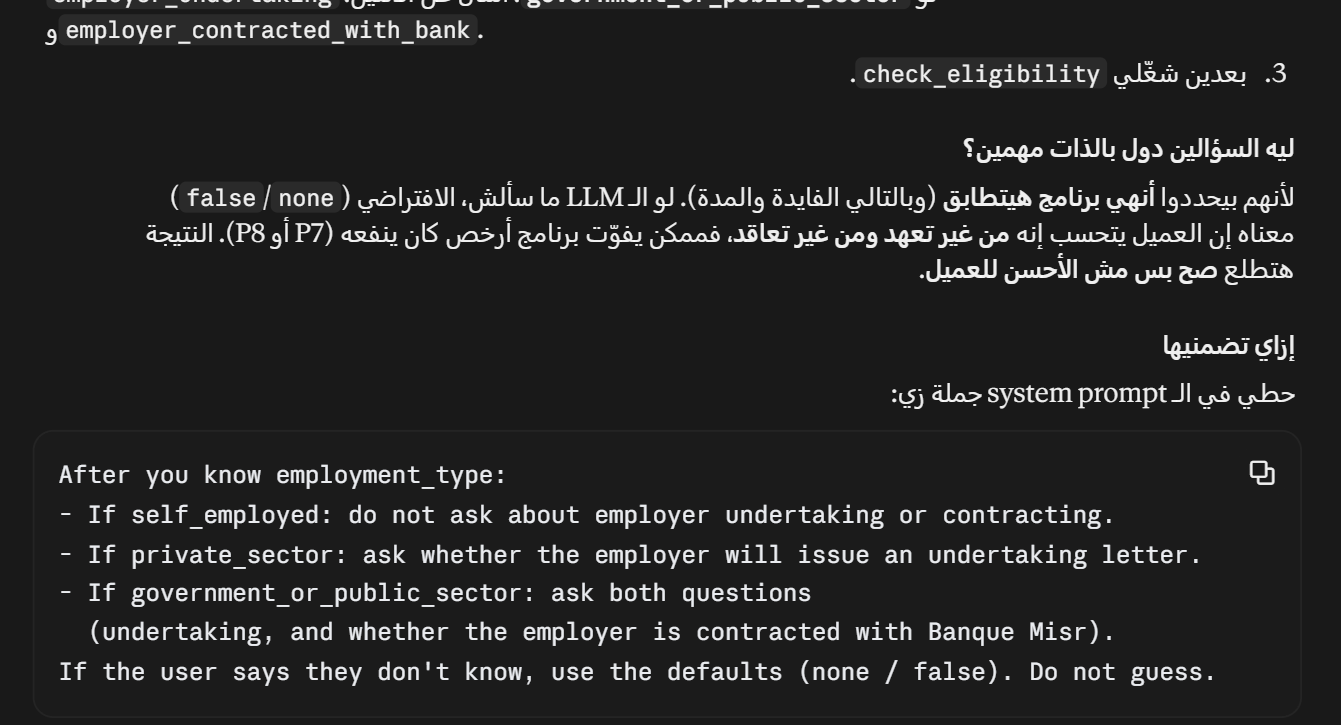 لو government_or_public_sector: اسأل عن الاتنين: employer_undertaking
و employer_contracted_with_bank.
3. بعدين شغّلي check_eligibility.
ليه السؤالين دول بالذات مهمين؟
لأنهم بيحددوا أنهي برنامج هيتطابق (وبالتالي الفايدة والمدة). لو الـ LLM ما سألش، الافتراضي (none/false)
معناه إن العميل يتحسب إنه من غير تعهد ومن غير تعاقد، فممكن يفوّت برنامج أرخص كان ينفعه (P7 أو P8). النتيجة
هتطلع صح بس مش الأحسن للعميل.
إزاي تضمنيها
حطي في الـ system prompt جملة زي:
After you know employment_type:
- If self_employed: do not ask about employer undertaking or contracting.
- If private_sector: ask whether the employer will issue an undertaking letter.
- If government_or_public_sector: ask both questions
(undertaking, and whether the employer is contracted with Banque Misr).
If the user says they don't know, use the defaults (none / false). Do not guess.